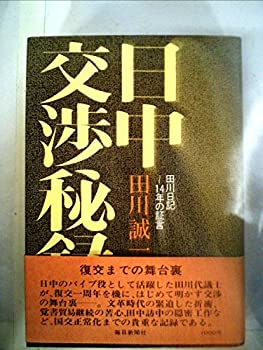 日中
交渉秘録
田川日記
―14年の証言
田川誠一
復交までの舞台裏
日中のパイプ役として活躍した田川代議士
が、復交一周年を機に、はじめて明かす交渉
の舞台裏――。文革時代の緊迫した折衝、
覚書貿易継続の苦心、田中訪中の隠密工作な
ど、国交正常化までの貴重な記録である。
毎日新聞社